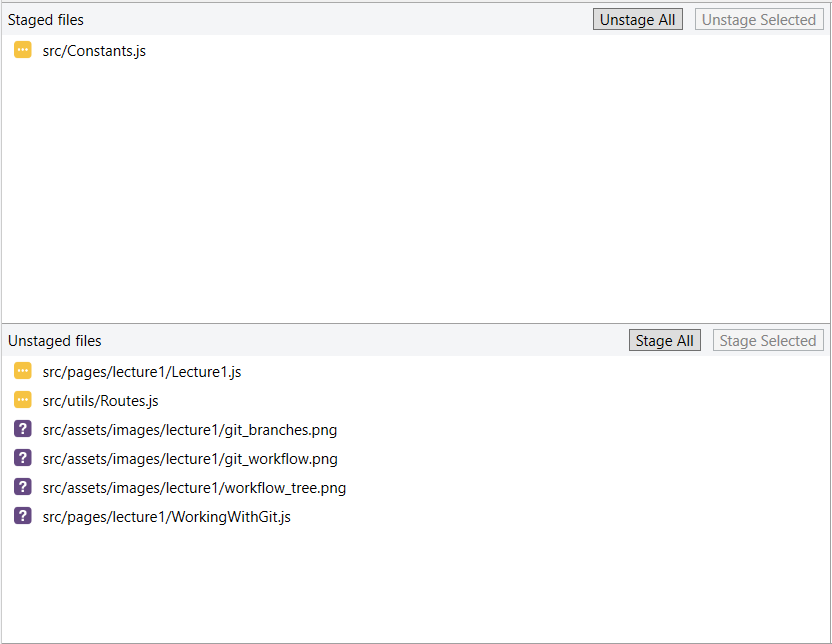 Staged files Unstage All Unstage Selected
src/Constants.js
Unstaged files Stage All Stage Selected
src/pages/lecture1/Lecture1.js
src/utils/Routes.js
? src/assets/images/lecture1/git_branches.png
? src/assets/images/lecture1/git_workflow.png
? src/assets/images/lecture1/workflow_tree.png
? src/pages/lecture1/WorkingWithGit.js